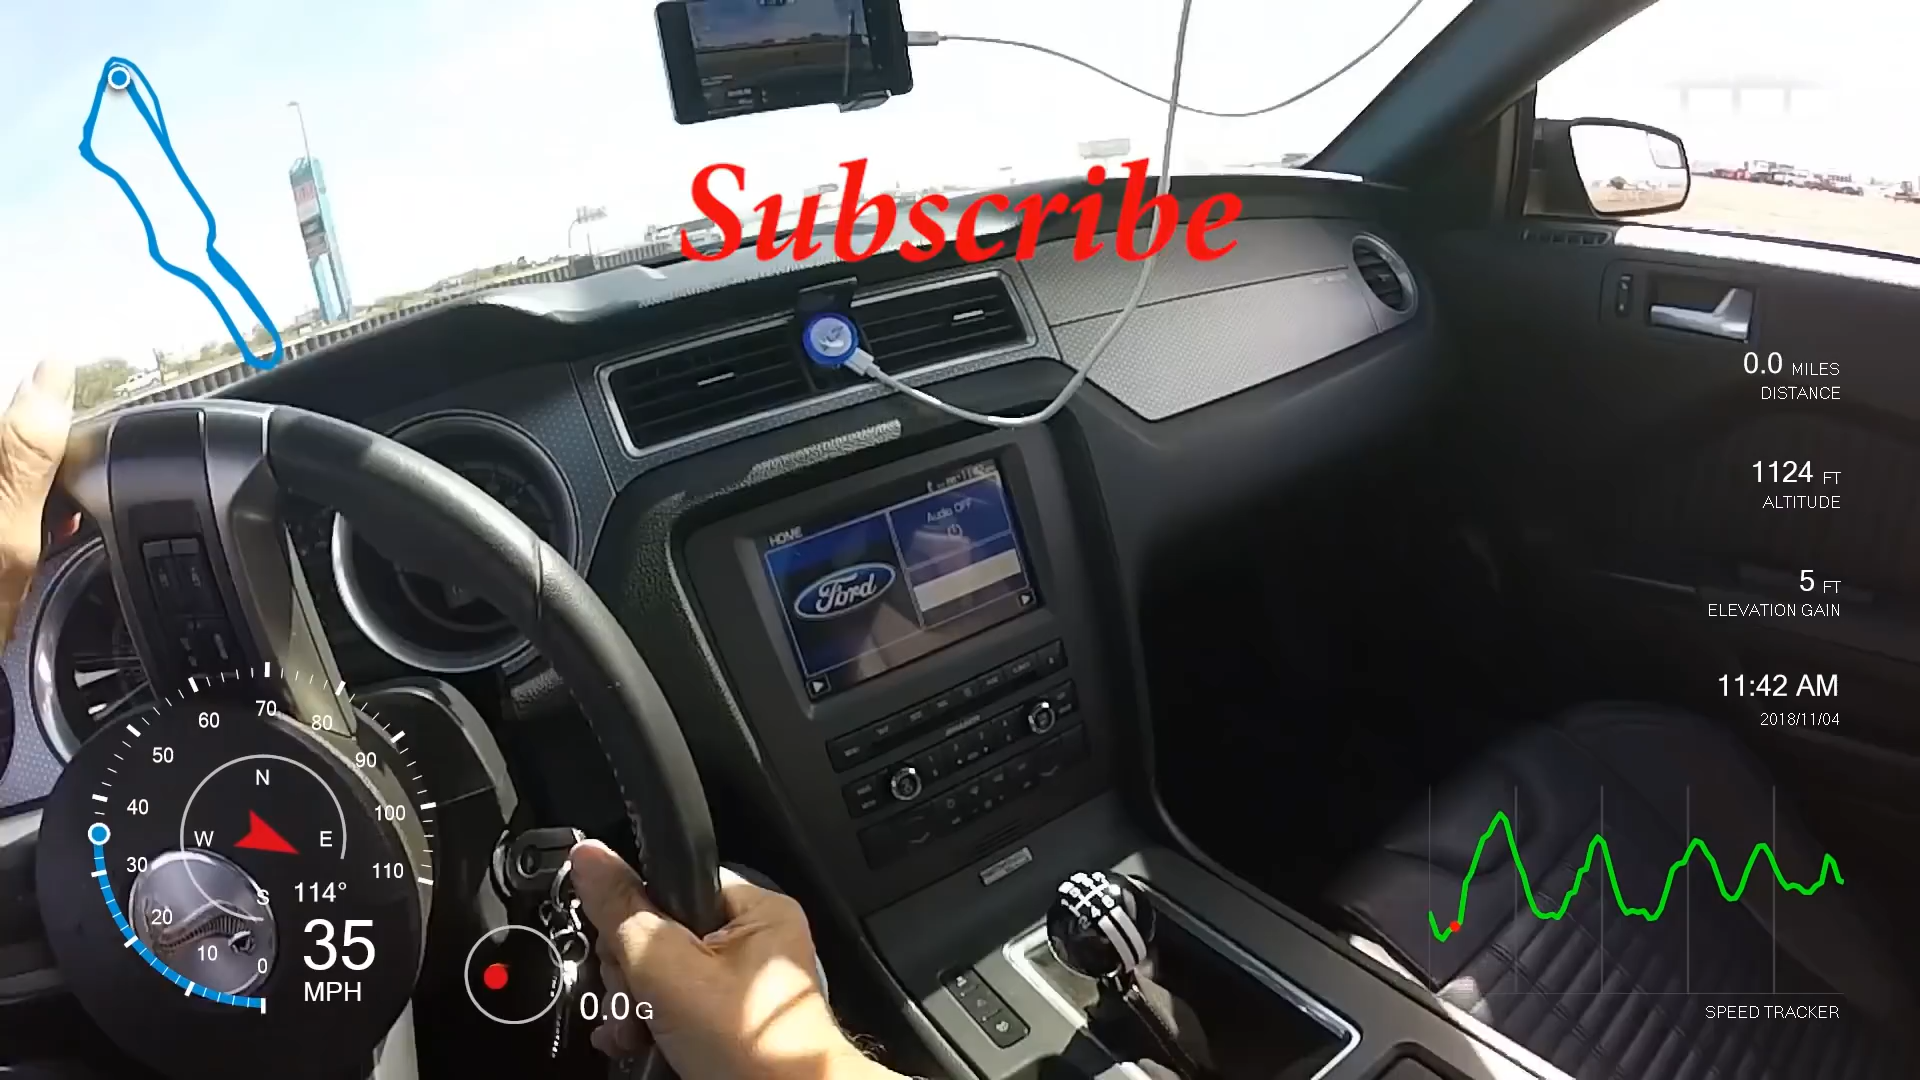 Subscribe
0.0 MILES
DISTANCE
1124 FT
ALTITUDE
5 FT
ELEVATION GAIN
11:42 AM
2018/11/04
HOME
Audio OFF
Ford
60 70 80
50 90
40 100
30 110
20
10
0
N
W E
S
114°
35
MPH
0.0 G
SPEED TRACKER